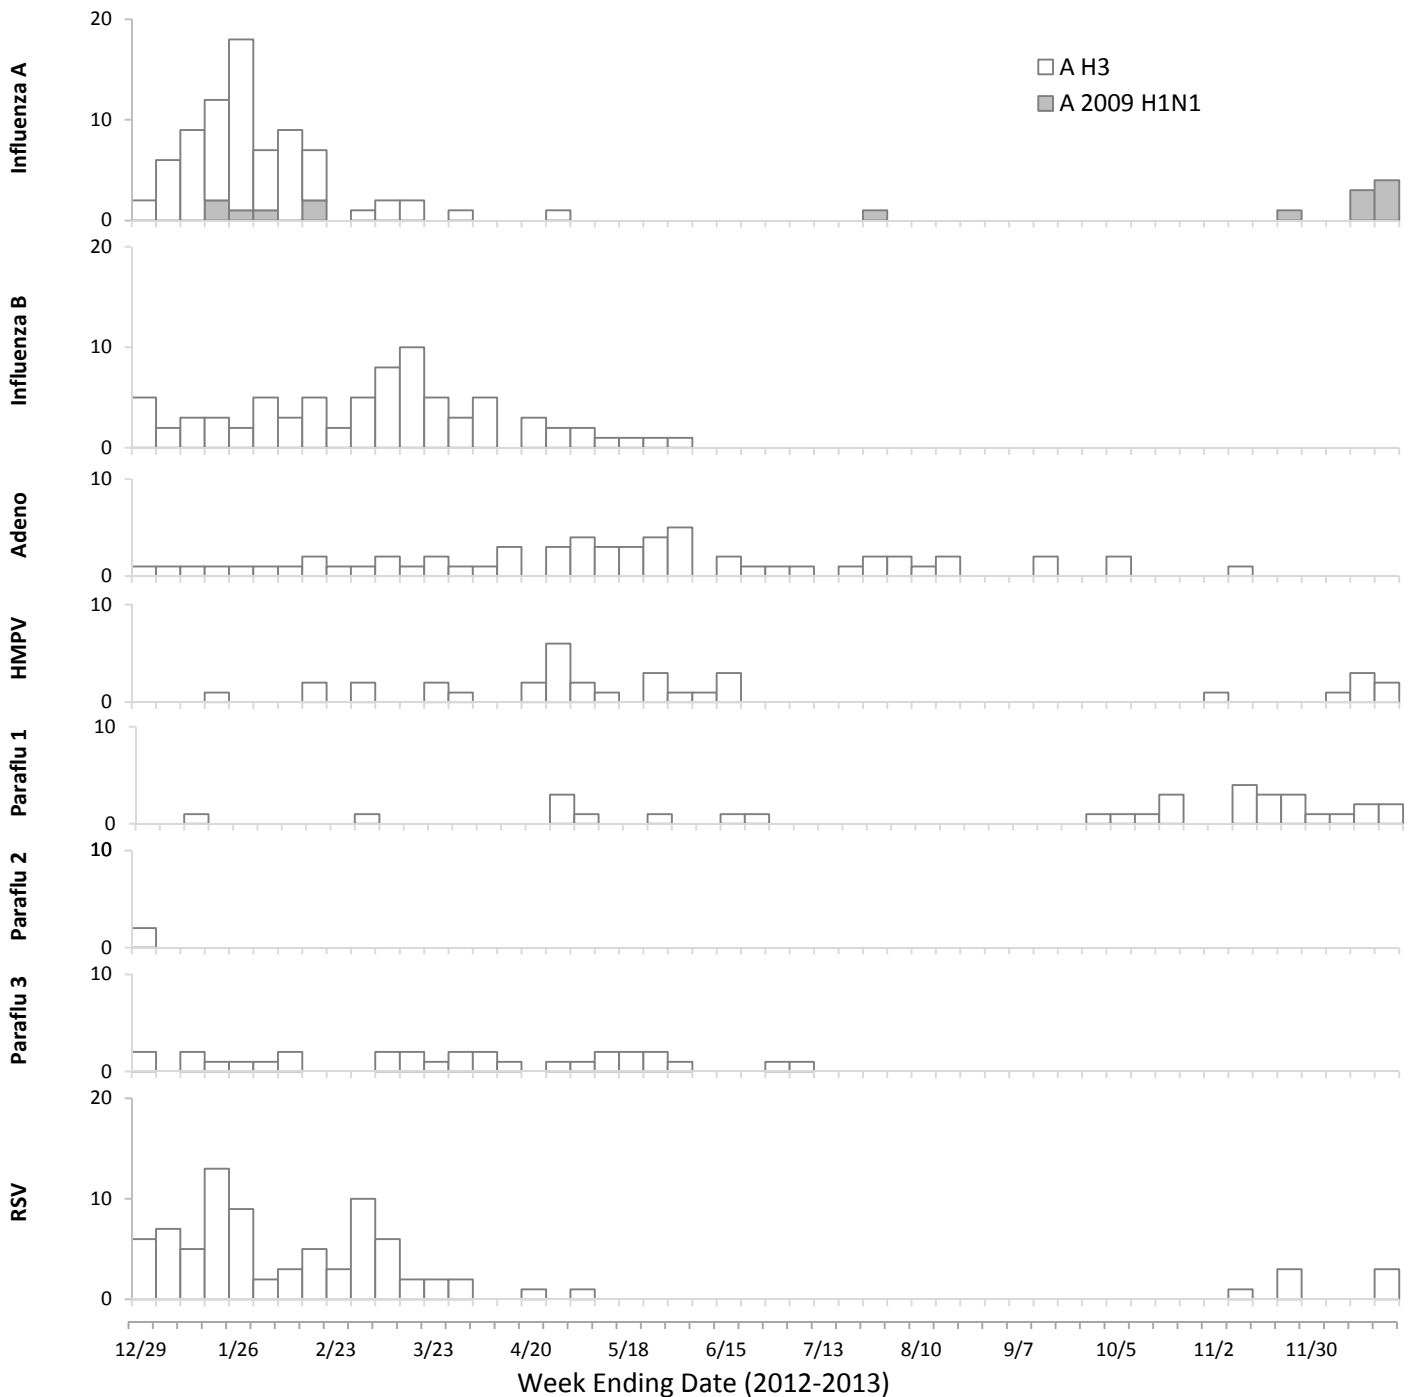 Influenza A
20
10
0
A H3
A 2009 H1N1
Influenza B
20
10
0
Adeno
10
0
HMPV
10
0
Paraflu 1
10
0
Paraflu 2
10
0
Paraflu 3
10
0
RSV
20
10
0
12/29 1/26 2/23 3/23 4/20 5/18 6/15 7/13 8/10 9/7 10/5 11/2 11/30
Week Ending Date (2012-2013)